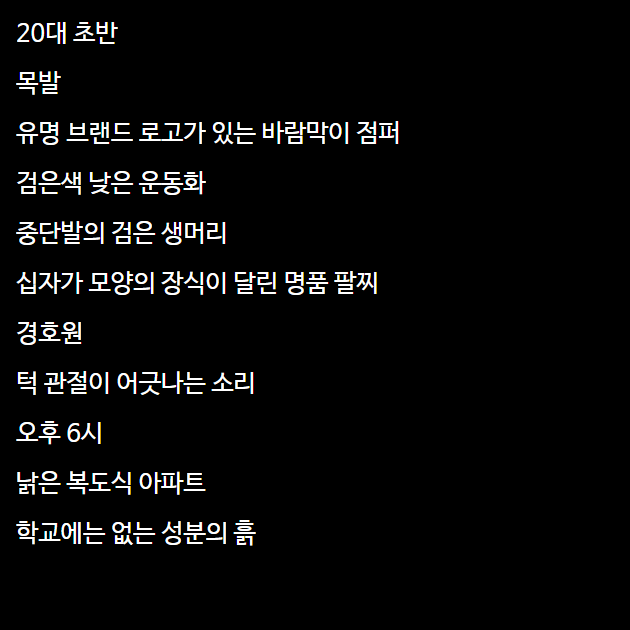 20대 초반
목발
유명 브랜드 로고가 있는 바람막이 점퍼
검은색 낮은 운동화
중단발의 검은 생머리
십자가 모양의 장식이 달린 명품 팔찌
경호원
턱 관절이 어긋나는 소리
오후 6시
낡은 복도식 아파트
학교에는 없는 성분의 흙